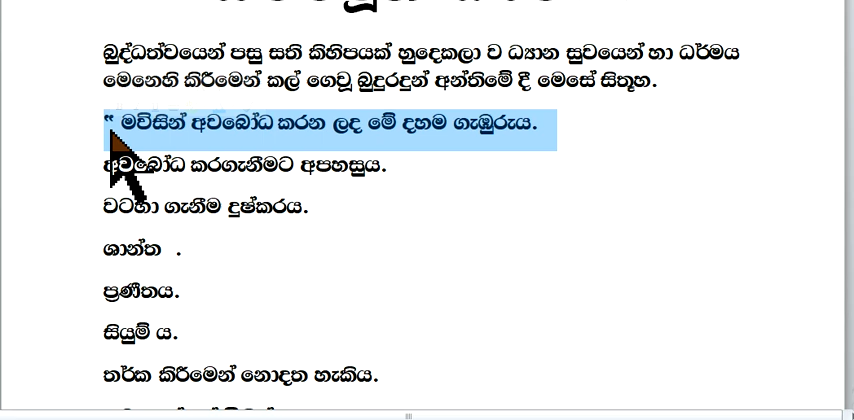 බුද්ධත්වයෙන් පසු සති කිහිපයක් හුදෙකලා ව ධ්‍යාන සුවයෙන් හා ධර්මය
මෙනෙහි කිරීමෙන් කල් ගෙවූ බුදුරදුන් අන්තිමේ දී මෙසේ සිතූහ.
“ මවිසින් අවබෝධ කරන ලද මේ දහම ගැඹුරුය.
අවබෝධ කරගැනීමට අපහසුය.
වටහා ගැනීම දුෂ්කරය.
ශාන්ත .
ප්‍රණීතය.
සියුම් ය.
තර්ක කිරීමෙන් නොදත හැකිය.